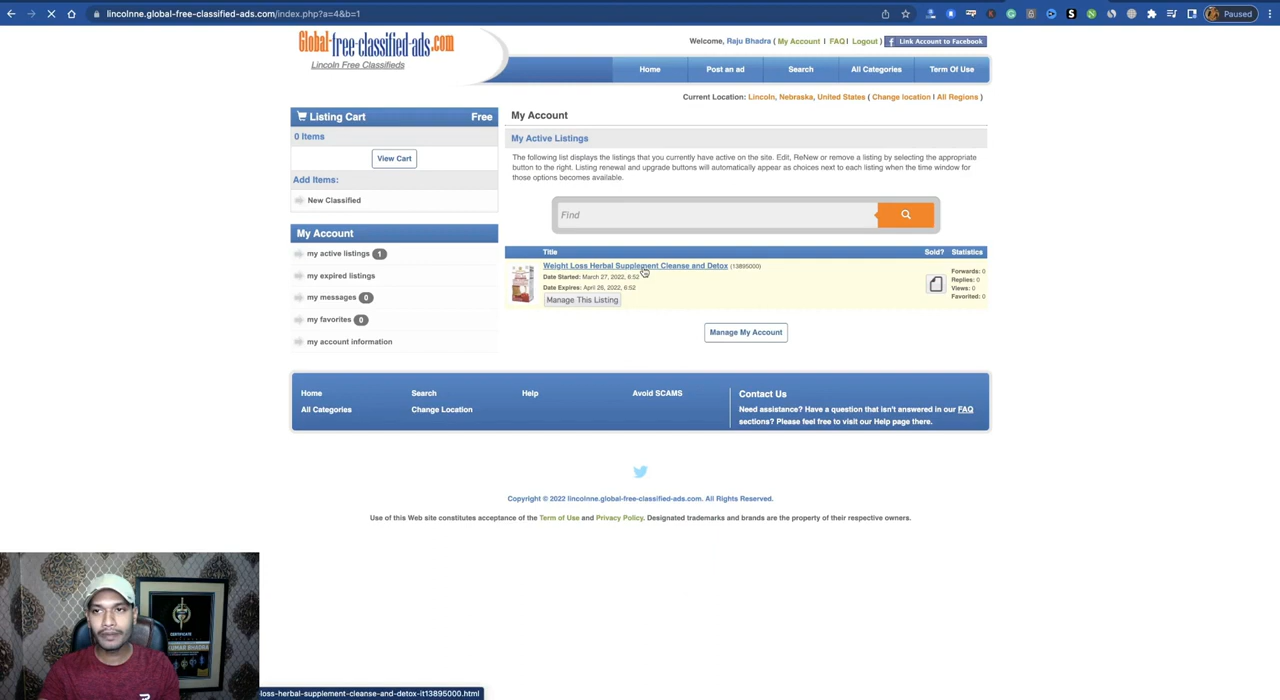 lincolnne.global-free-classified-ads.com/index.php?a=4&b=1
Paused
Global-free-classified-ads.com
Lincoln Free Classifieds
Welcome, Raju Bhadra ( My Account | FAQ | Logout ) Link Account to Facebook
Home Post an ad Search All Categories Term Of Use
Current Location: Lincoln, Nebraska, United States ( Change location | All Regions )
Listing Cart Free
0 Items
View Cart
Add Items:
New Classified
My Account
my active listings 1
my expired listings
my messages 0
my favorites 0
my account information
My Account
My Active Listings
The following list displays the listings that you currently have active on the site. Edit, ReNew or remove a listing by selecting the appropriate
button to the right. Listing renewal and upgrade buttons will automatically appear as choices next to each listing when the time window for
those options becomes available.
Find
Title Sold? Statistics
Weight Loss Herbal Supplement Cleanse and Detox (13895000)
Date Started: March 27, 2022, 6:52
Date Expires: April 26, 2022, 6:52
Manage This Listing
Forwards: 0
Replies: 0
Views: 0
Favorited: 0
Manage My Account
Home Search Help Avoid SCAMS
All Categories Change Location
Contact Us
Need assistance? Have a question that isn't answered in our FAQ
sections? Please feel free to visit our Help page there.
Copyright © 2022 lincolnne.global-free-classified-ads.com. All Rights Reserved.
Use of this Web site constitutes acceptance of the Term of Use and Privacy Policy. Designated trademarks and brands are the property of their respective owners.
CERTIFICATE
KUMAR BHADRA
loss-herbal-supplement-cleanse-and-detox-it13895000.html